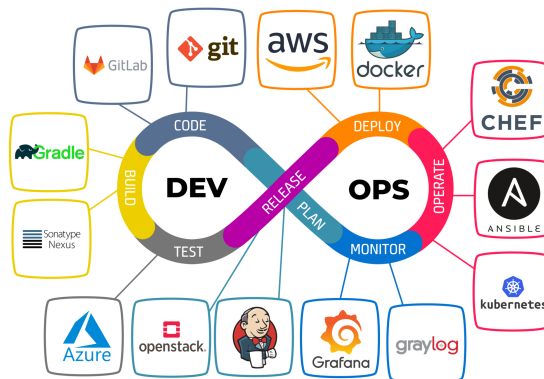 GitLab
git
aws
docker
CHEF
Gradle
CODE
DEPLOY
BUILD
DEV
RELEASE
OPS
OPERATE
ANSIBLE
Sonatype
Nexus
TEST
PLAN
MONITOR
kubernetes
Azure
openstack.
Grafana
graylog